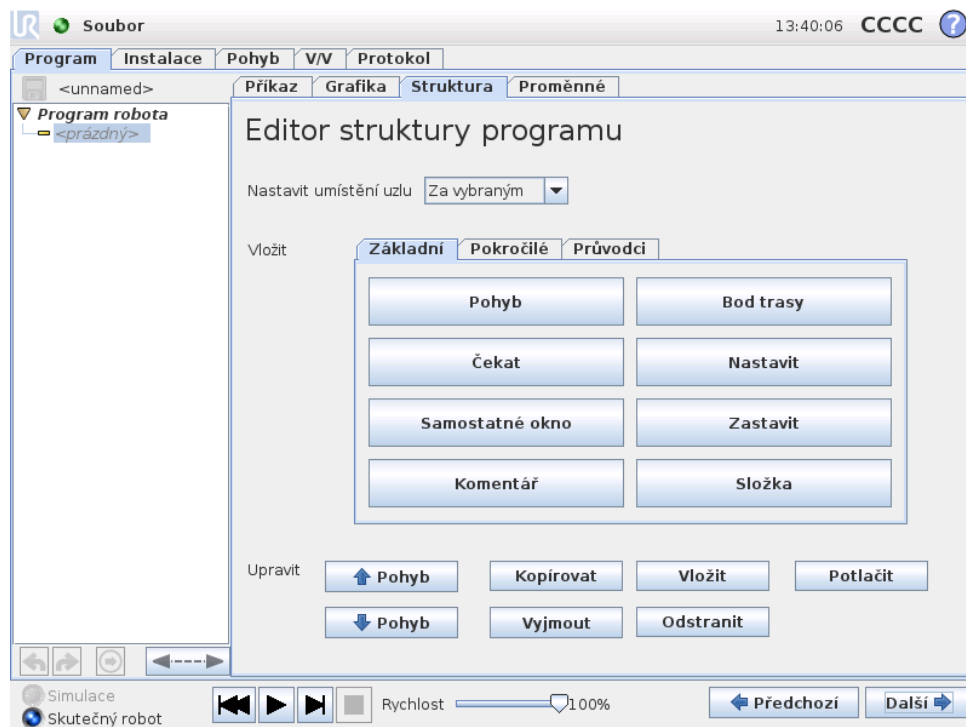 UR Soubor 13:40:06 CCCC ?
Program Instalace Pohyb V/V Protokol
<unnamed> Příkaz Grafika Struktura Proměnné
Program robota
<prázdný>
Editor struktury programu
Nastavit umístění uzlu Za vybraným
Vložit Základní Pokročilé Průvodci
Pohyb Bod trasy
Čekat Nastavit
Samostatné okno Zastavit
Komentář Složka
Upravit Pohyb Kopírovat Vložit Potlačit
Pohyb Vyjmout Odstranit
Simulace
Skutečný robot
Rychlost 100% Předchozí Další